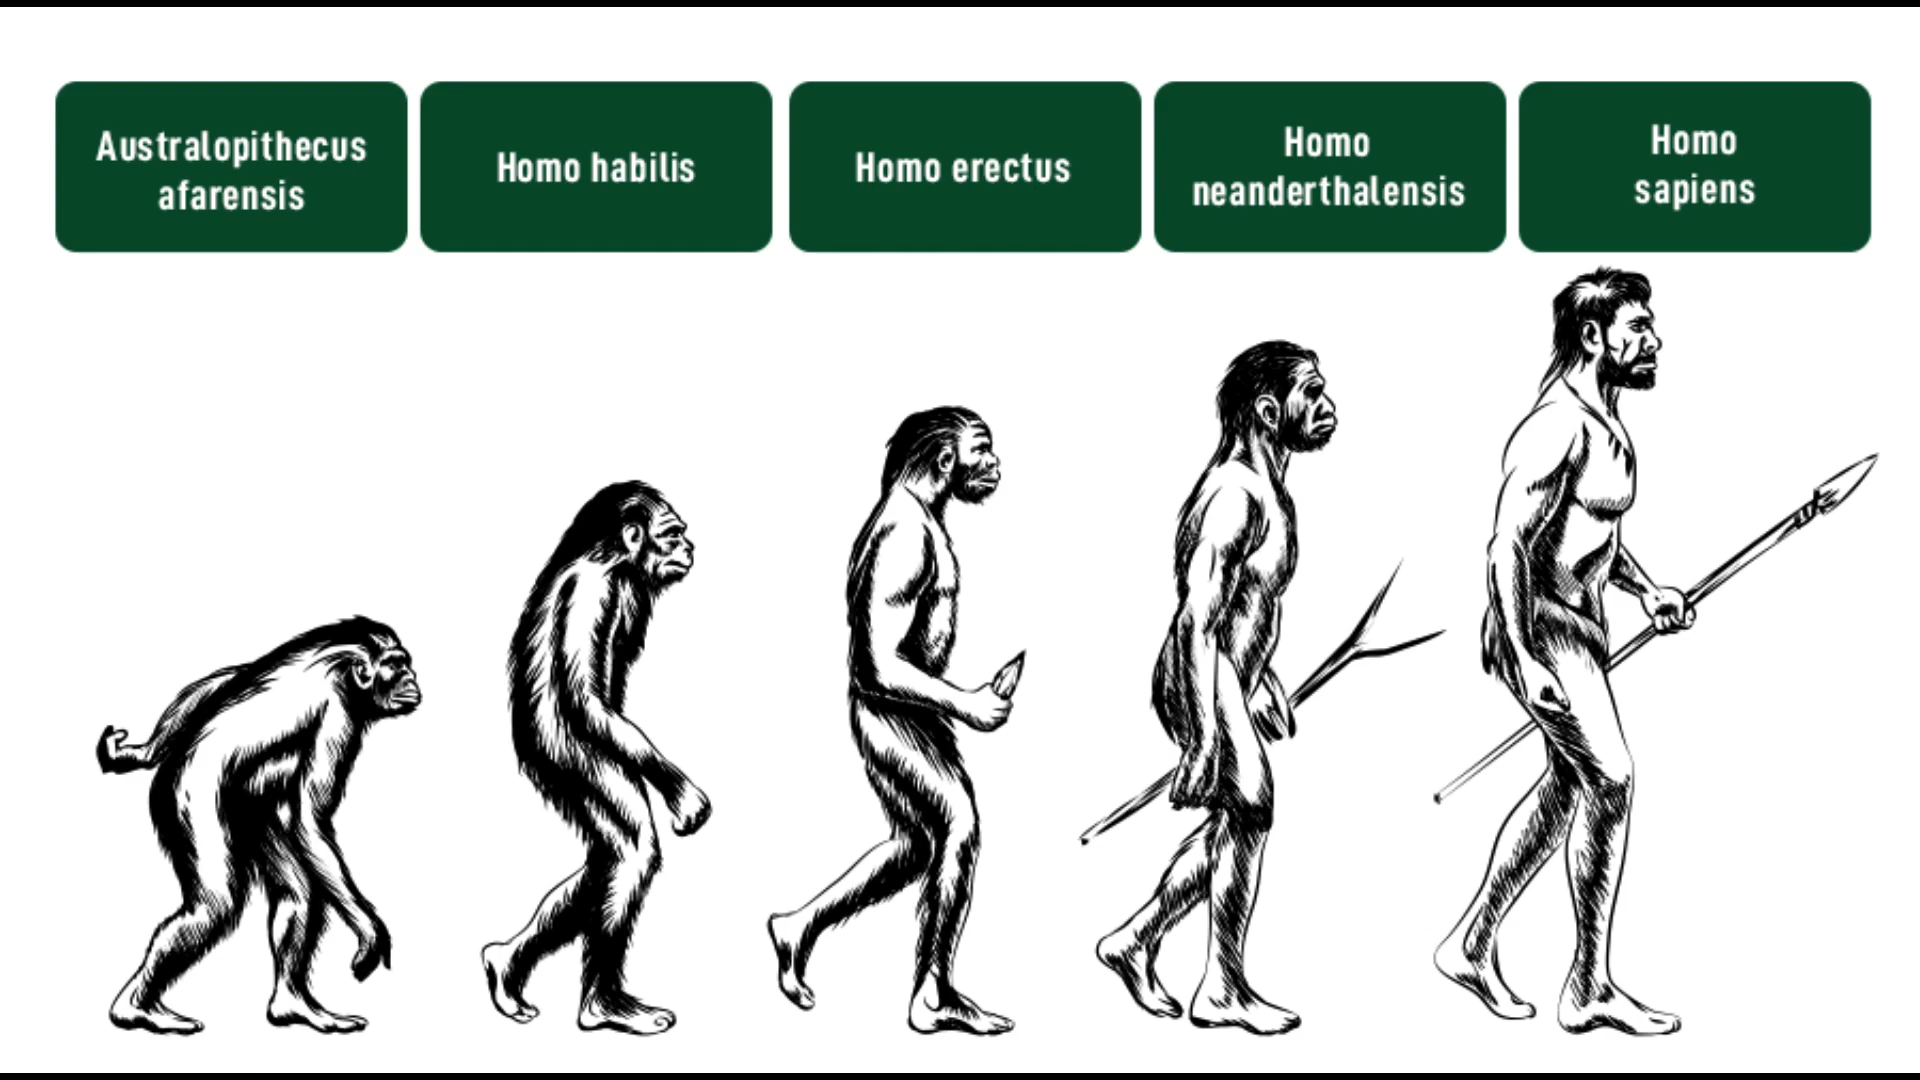 Australopithecus
afarensis
Homo habilis
Homo erectus
Homo
neanderthalensis
Homo
sapiens